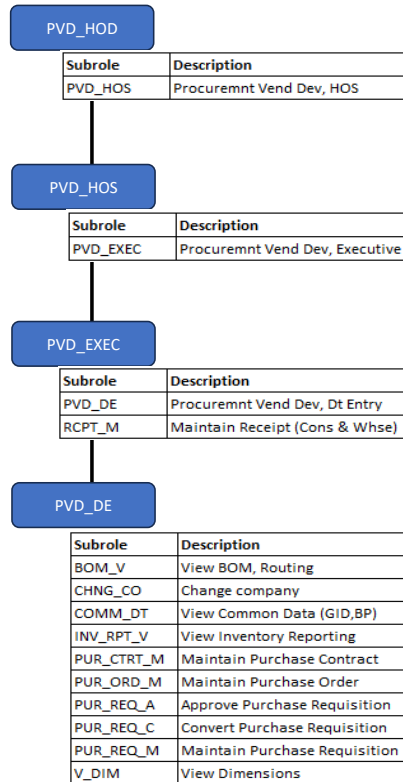 PVD_HOD
Subrole Description
PVD_HOS Procuremnt Vend Dev, HOS
PVD_HOS
Subrole Description
PVD_EXEC Procuremnt Vend Dev, Executive
PVD_EXEC
Subrole Description
PVD_DE Procuremnt Vend Dev, Dt Entry
RCPT_M Maintain Receipt (Cons & Whse)
PVD_DE
Subrole Description
BOM_V View BOM, Routing
CHNG_CO Change company
COMM_DT View Common Data (GID,BP)
INV_RPT_V View Inventory Reporting
PUR_CTRT_M Maintain Purchase Contract
PUR_ORD_M Maintain Purchase Order
PUR_REQ_A Approve Purchase Requisition
PUR_REQ_C Convert Purchase Requisition
PUR_REQ_M Maintain Purchase Requisition
V_DIM View Dimensions